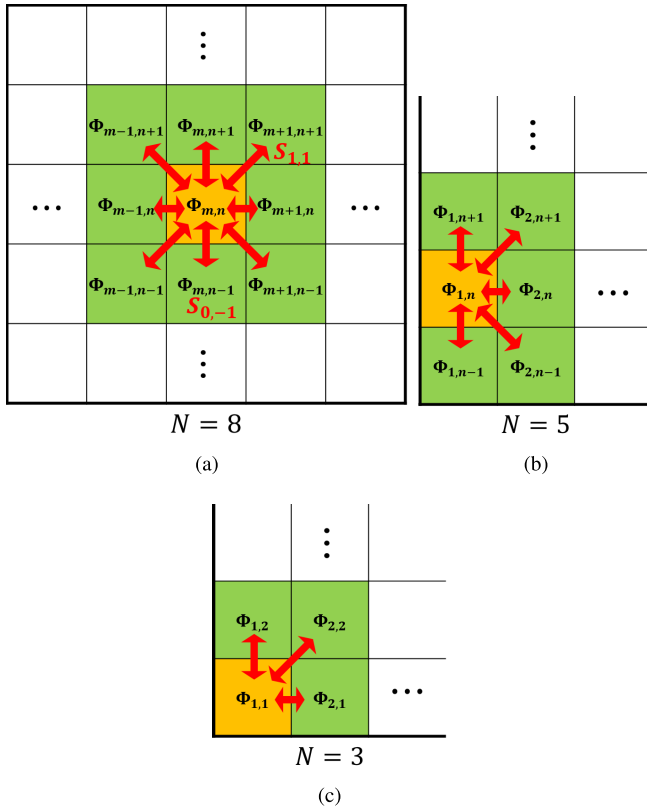 ⋮
Φm−1,n+1 Φm,n+1 Φm+1,n+1
S1,1
⋯ Φm−1,n Φm,n Φm+1,n ⋯
Φm−1,n−1 Φm,n−1 Φm+1,n−1
S0,−1
⋮
N = 8
(a)
⋮
Φ1,n+1 Φ2,n+1
Φ1,n Φ2,n ⋯
Φ1,n−1 Φ2,n−1
N = 5
(b)
⋮
Φ1,2 Φ2,2
Φ1,1 Φ2,1 ⋯
N = 3
(c)